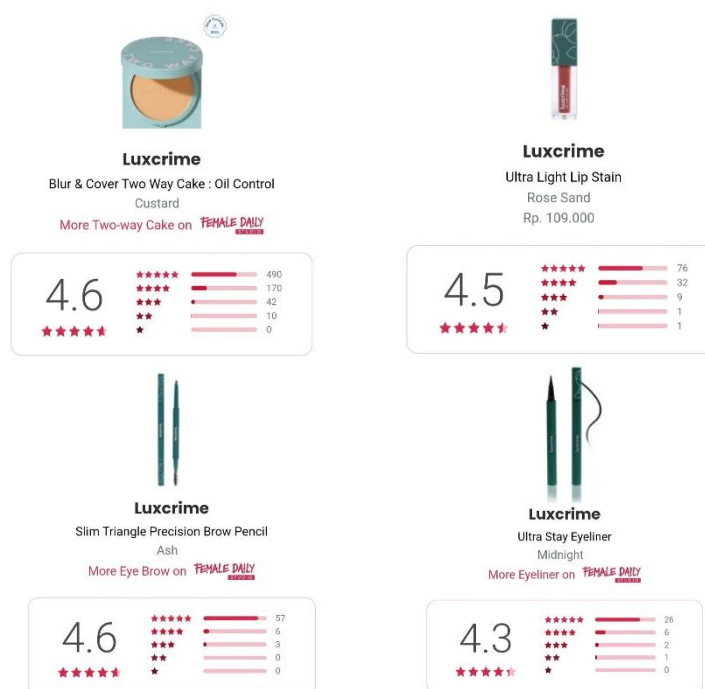 Luxcrime
Blur & Cover Two Way Cake : Oil Control
Custard
More Two-way Cake on FEMALE DAILY STUDIO
4.6
490
170
42
10
0
Luxcrime
Ultra Light Lip Stain
Rose Sand
Rp. 109.000
4.5
76
32
9
1
1
Luxcrime
Slim Triangle Precision Brow Pencil
Ash
More Eye Brow on FEMALE DAILY STUDIO
4.6
57
6
3
0
0
Luxcrime
Ultra Stay Eyeliner
Midnight
More Eyeliner on FEMALE DAILY STUDIO
4.3
26
6
2
1
0